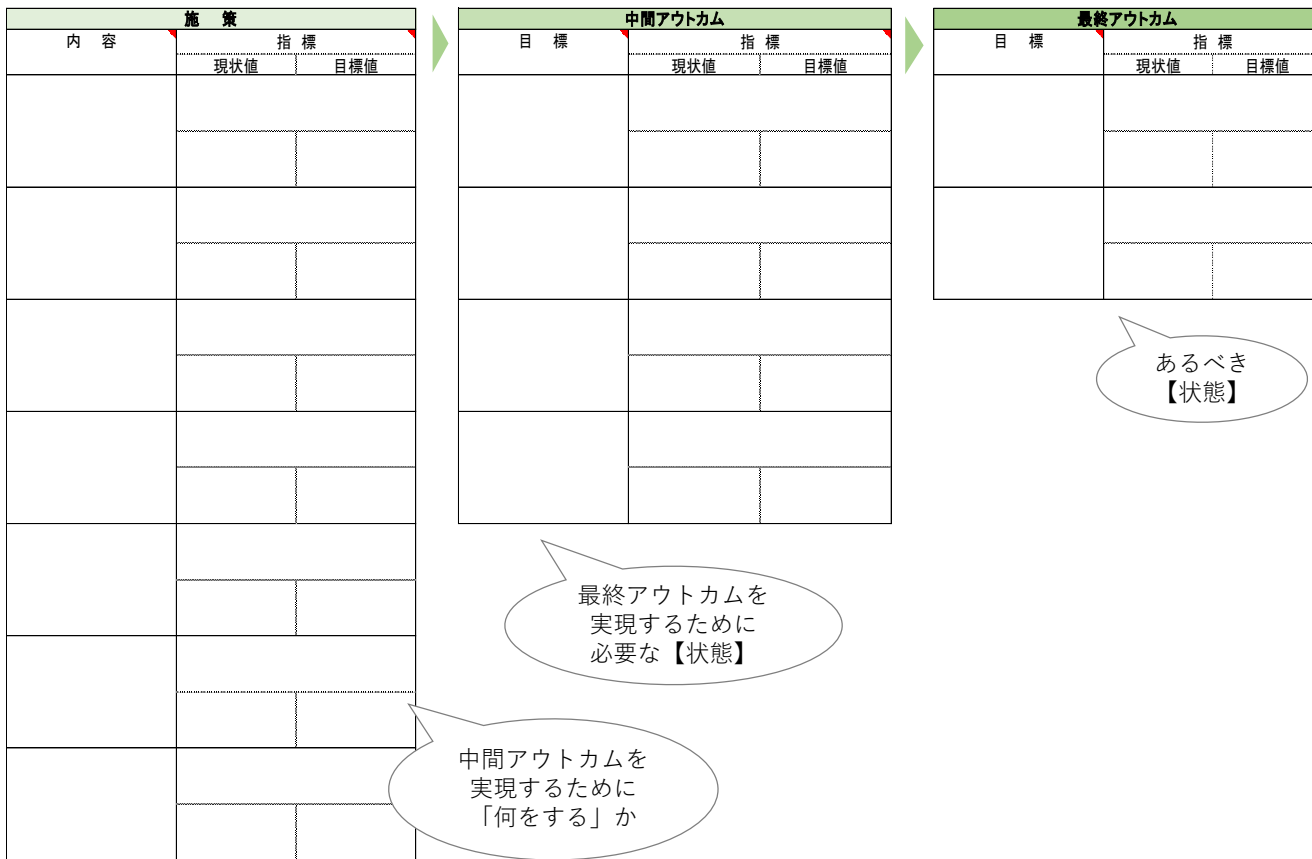 施 策
内 容
指 標
現状値
目標値
中間アウトカム
目 標
指 標
現状値
目標値
最終アウトカム
目 標
指 標
現状値
目標値
あるべき
【状態】
最終アウトカムを
実現するために
必要な【状態】
中間アウトカムを
実現するために
「何をする」か